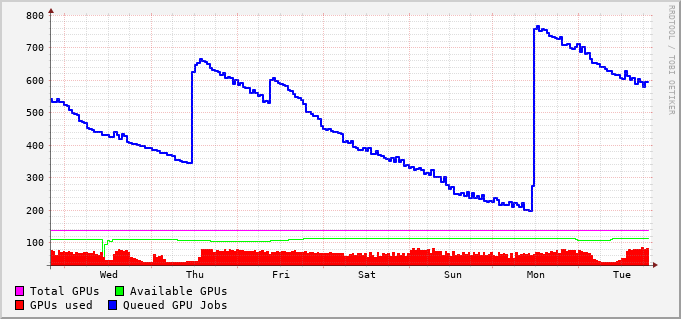 800
700
600
500
400
300
200
100
Wed Thu Fri Sat Sun Mon Tue
Total GPUs Available GPUs
GPUs used Queued GPU Jobs
RRDTOOL / TOBI OETIKER